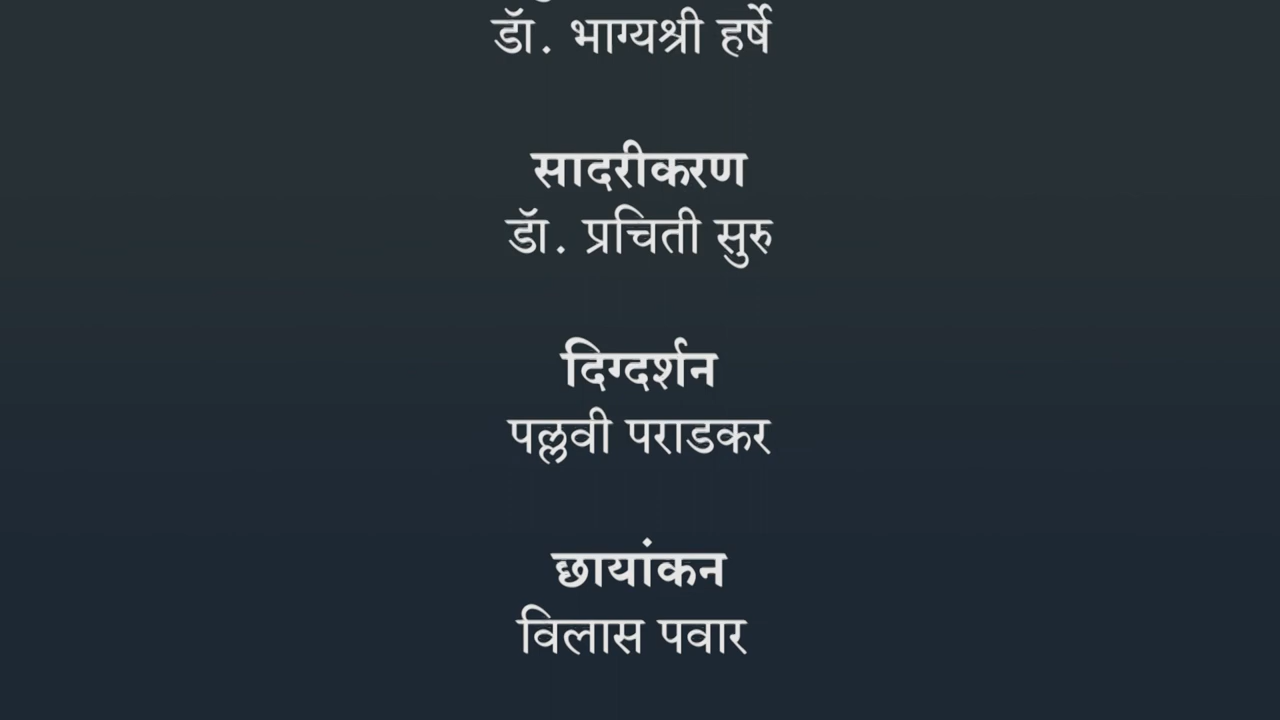 डॉ. भाग्यश्री हर्षे
सादरीकरण
डॉ. प्रचिती सुरु
दिग्दर्शन
पल्लवी पराडकर
छायांकन
विलास पवार